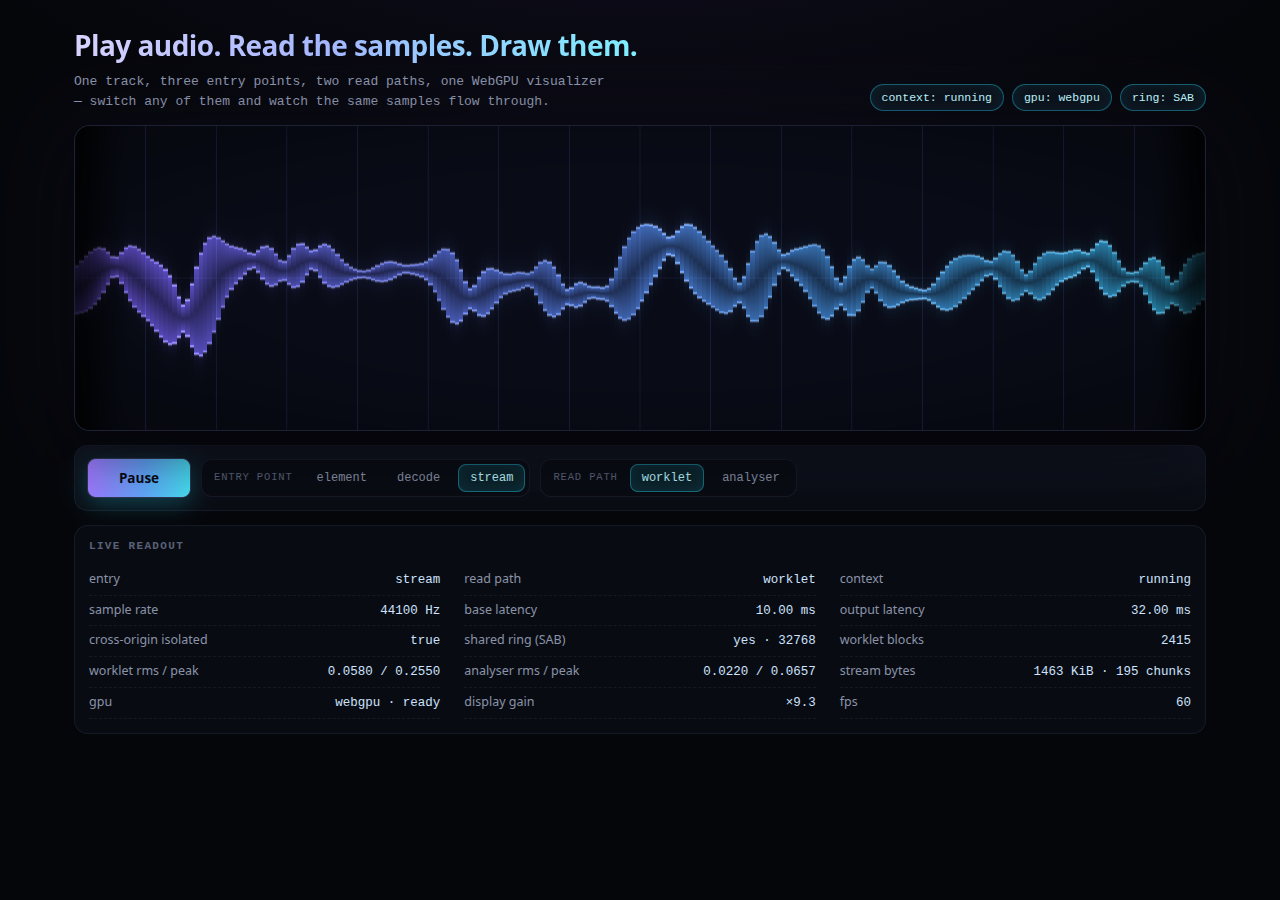 Play audio. Read the samples. Draw them.
One track, three entry points, two read paths, one WebGPU visualizer
— switch any of them and watch the same samples flow through.
context: running
gpu: webgpu
ring: SAB
Pause
ENTRY POINT
element
decode
stream
READ PATH
worklet
analyser
LIVE READOUT
entry stream
read path worklet
context running
sample rate 44100 Hz
base latency 10.00 ms
output latency 32.00 ms
cross-origin isolated true
shared ring (SAB) yes · 32768
worklet blocks 2415
worklet rms / peak 0.0580 / 0.2550
analyser rms / peak 0.0220 / 0.0657
stream bytes 1463 KiB · 195 chunks
gpu webgpu · ready
display gain ×9.3
fps 60